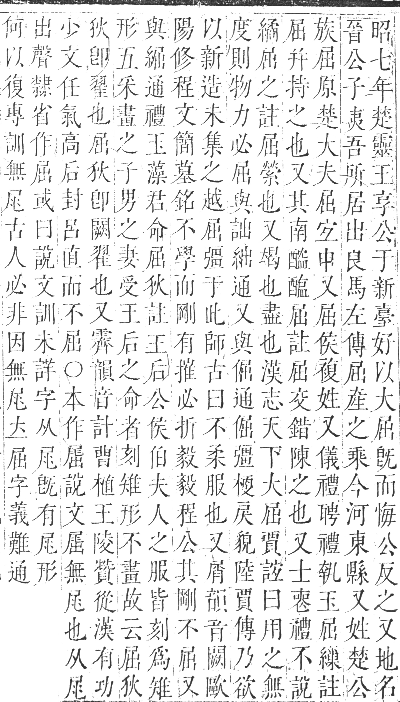 昭七年楚靈王享公于新臺好以大屈旣而悔公反之又地名
晉公子夷吾所居出良馬左傳屈產之乘今河東縣又姓楚公
族屈原楚大夫屈宜申又屈侯複姓又儀禮聘禮執玉屈繅註
屈幷持之也又其南醢醢屈註屈交錯陳之也又士喪禮不說
繘屈之註屈縈也又竭也盡也漢志天下大屈賈誼曰用之無
度則物力必屈與詘絀通又與倔通倔彊梗戾貌陸賈傳乃欲
以新造未集之越屈彊于此師古曰不柔服也又屑韻音闕歐
陽修程文簡墓銘不學而剛有摧必折毅毅程公其剛不屈又
與𦈏通禮玉藻君命屈狄註王后公侯伯夫人之服皆刻爲雉
形五采畫之子男之妻受王后之命者刻雉形不畫故云屈狄
狄卽翟也屈狄卽闕翟也又霽韻音計曹植王陵贊從漢有功
少文任氣高后封呂直而不屈○本作𡲬說文𡲬無尾也从尾
出聲隸省作屈或曰說文訓未詳字从尾旣有尾形
何以復專訓無尾古人必非因無尾㐀屈字義難通